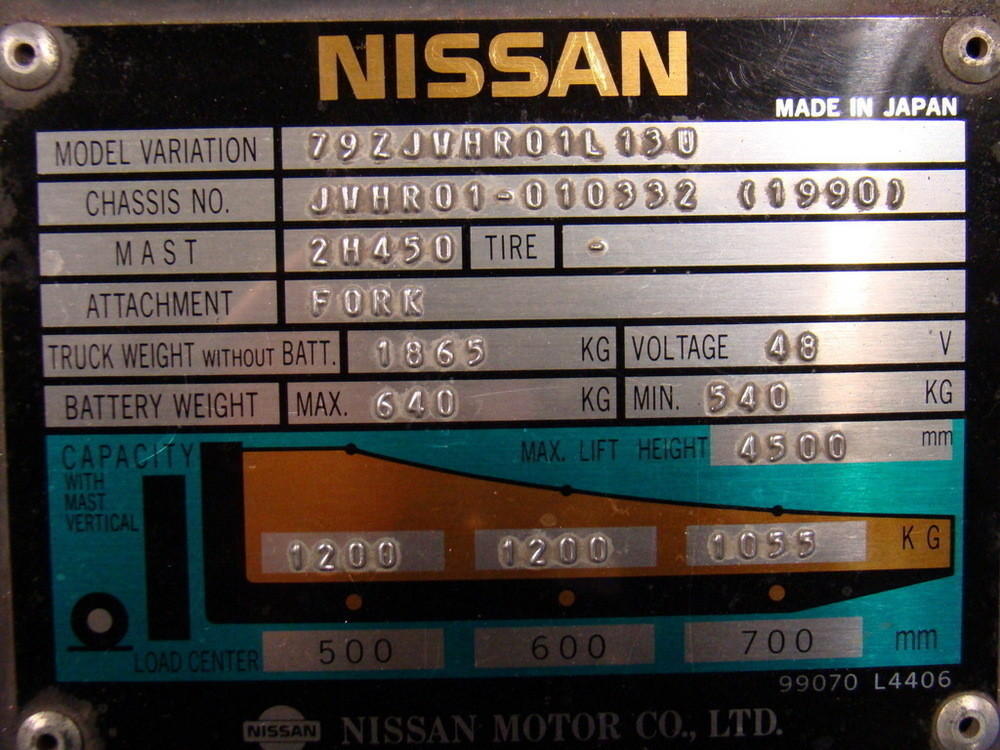 NISSAN
MADE IN JAPAN
MODEL VARIATION 79ZJVHR01L13U
CHASSIS NO. JVHR01-010332 (1990)
MAST 2H450 TIRE -
ATTACHMENT FORK
TRUCK WEIGHT WITHOUT BATT. 1865 KG VOLTAGE 48 V
BATTERY WEIGHT MAX. 640 KG MIN. 540 KG
CAPACITY MAX. LIFT HEIGHT 4500 mm
WITH
MAST
VERTICAL
1200 1200 1055 KG
LOAD CENTER 500 600 700 mm
99070 L4406
NISSAN NISSAN MOTOR CO., LTD.